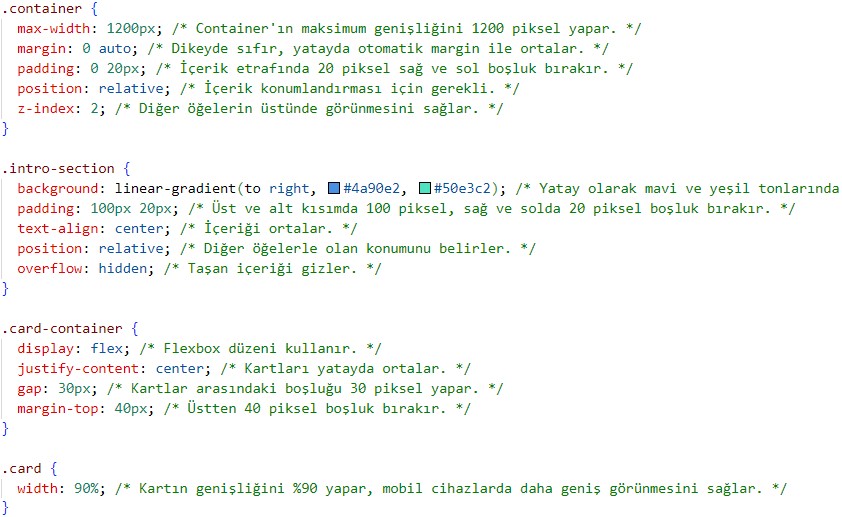 .container {
max-width: 1200px; /* Container'ın maksimum genişliğini 1200 piksel yapar. */
margin: 0 auto; /* Dikeyde sıfır, yatayda otomatik margin ile ortalar. */
padding: 0 20px; /* İçerik etrafında 20 piksel sağ ve sol boşluk bırakır. */
position: relative; /* İçerik konumlandırması için gerekli. */
z-index: 2; /* Diğer öğelerin üstünde görünmesini sağlar. */
}
.intro-section {
background: linear-gradient(to right, #4a90e2, #50e3c2); /* Yatay olarak mavi ve yeşil tonlarında
padding: 100px 20px; /* Üst ve alt kısımda 100 piksel, sağ ve solda 20 piksel boşluk bırakır. */
text-align: center; /* İçeriği ortalar. */
position: relative; /* Diğer öğelerle olan konumunu belirler. */
overflow: hidden; /* Taşan içeriği gizler. */
}
.card-container {
display: flex; /* Flexbox düzeni kullanır. */
justify-content: center; /* Kartları yatayda ortalar. */
gap: 30px; /* Kartlar arasındaki boşluğu 30 piksel yapar. */
margin-top: 40px; /* Üstten 40 piksel boşluk bırakır. */
}
.card {
width: 90%; /* Kartın genişliğini %90 yapar, mobil cihazlarda daha geniş görünmesini sağlar. */
}